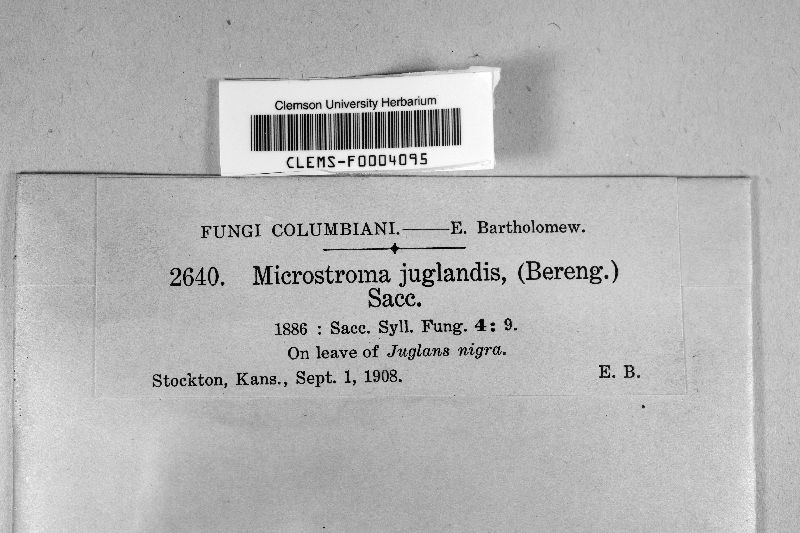 Clemson University Herbarium
CLEMS-F0004095
FUNGI COLUMBIANI.——E. Bartholomew.
2640. Microstroma juglandis, (Bereng.)
Sacc.
1886 : Sacc. Syll. Fung. 4: 9.
On leave of Juglans nigra.
Stockton, Kans., Sept. 1, 1908. E. B.